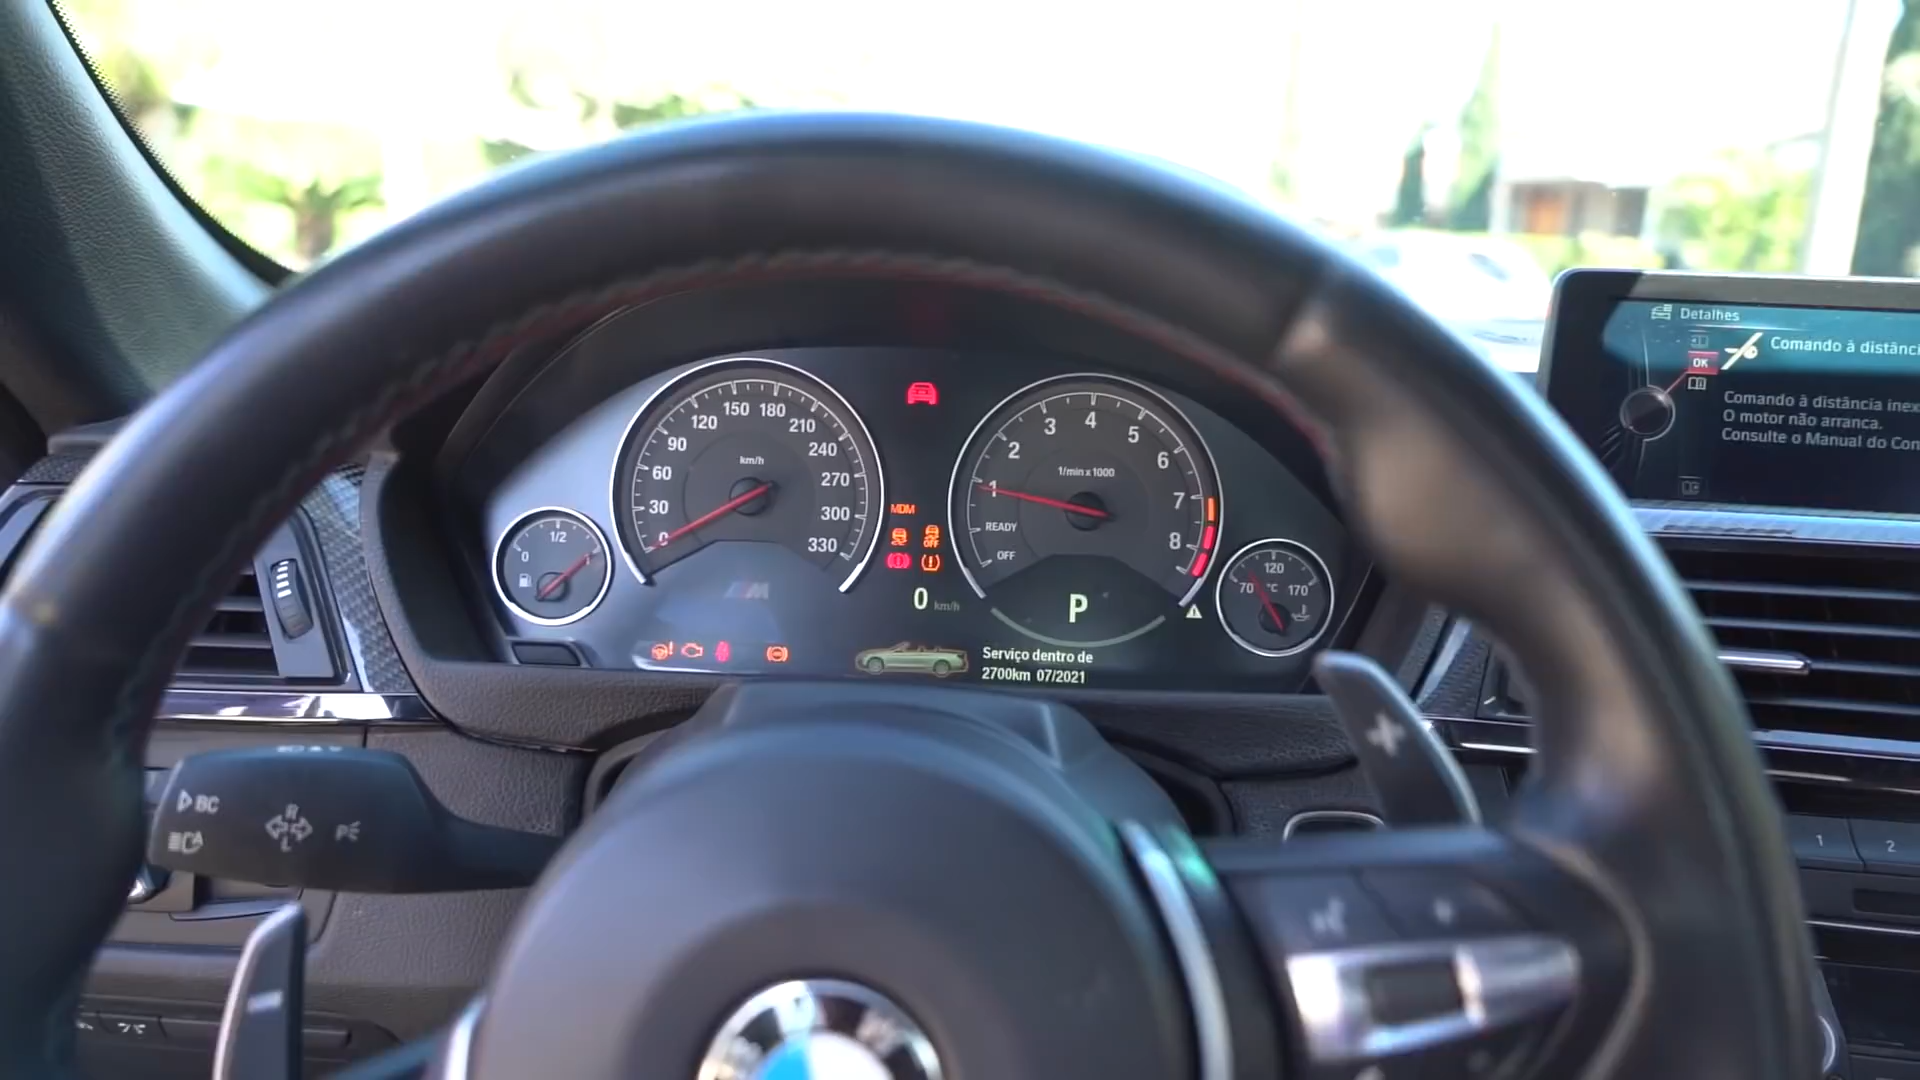 Detalhes
OK
Comando à distânci
Comando à distância inex
O motor não arranca.
Consulte o Manual do Con
0 30 60 90 120 150 180 210 240 270 300 330
km/h
M
1 2 3 4 5 6 7 8
1/min x 1000
READY
OFF
0 1/2
MDM
OFF
0 km/h
P
70 120 170
°C
Serviço dentro de
2700km 07/2021
BC
R
L
P
1 2